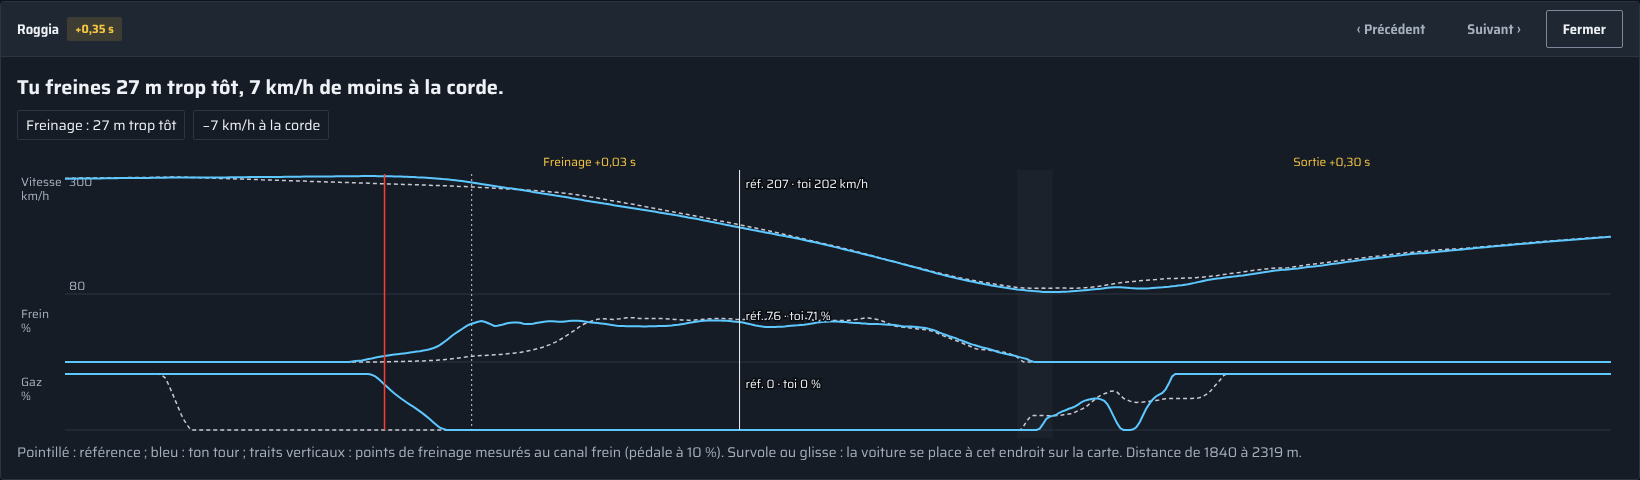 Roggia +0,35 s ‹ Précédent Suivant › Fermer
Tu freines 27 m trop tôt, 7 km/h de moins à la corde.
Freinage : 27 m trop tôt −7 km/h à la corde
Freinage +0,03 s Sortie +0,30 s
Vitesse 300
km/h
réf. 207 · toi 202 km/h
80
Frein
%
réf. 76 · toi 71 %
Gaz
%
réf. 0 · toi 0 %
Pointillé : référence ; bleu : ton tour ; traits verticaux : points de freinage mesurés au canal frein (pédale à 10 %). Survole ou glisse : la voiture se place à cet endroit sur la carte. Distance de 1840 à 2319 m.